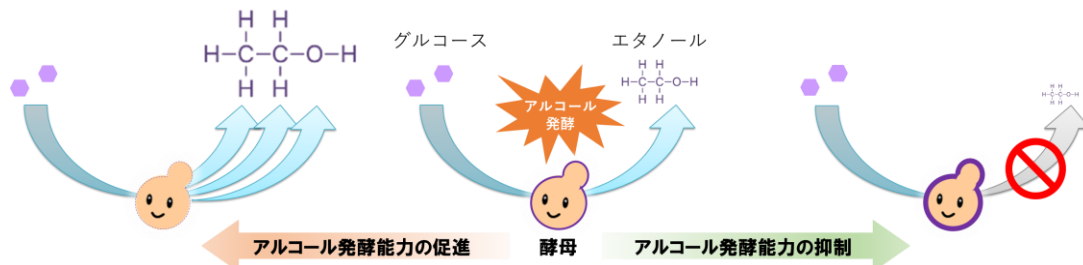 グルコース
エタノール
アルコール
発酵
H H
H-C-C-O-H
H H
H H
H-C-C-O-H
H H
H H
H-C-C-O-H
H H
アルコール発酵能力の促進
酵母
アルコール発酵能力の抑制